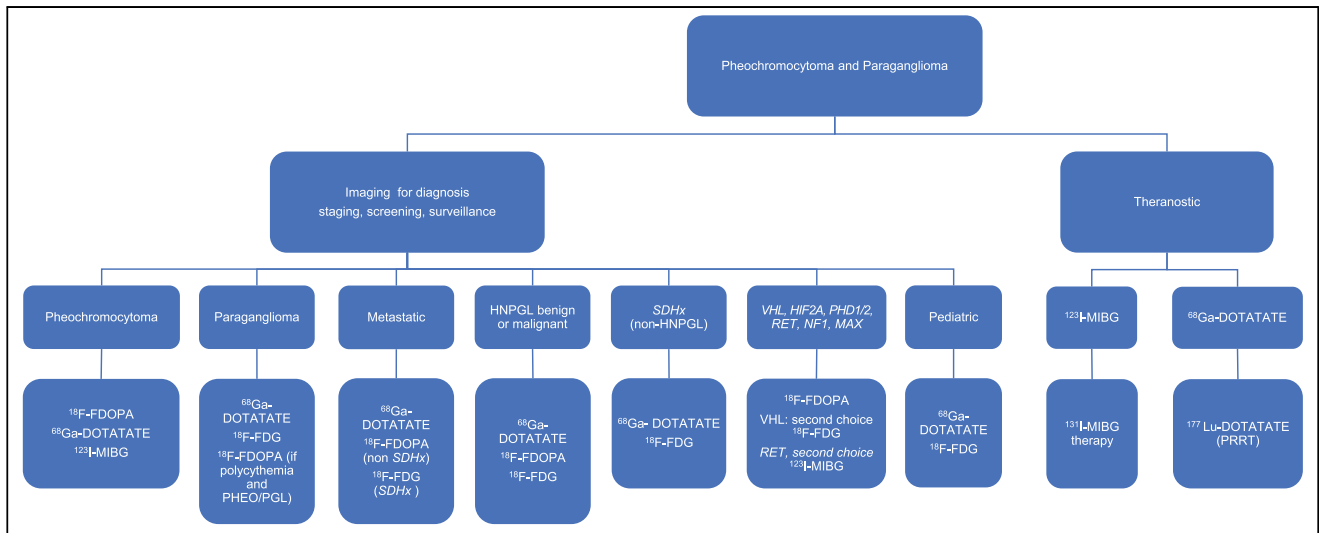 Pheochromocytoma and Paraganglioma
Imaging for diagnosis
staging, screening, surveillance
Theranostic
Pheochromocytoma
Paraganglioma
Metastatic
HNPGL benign
or malignant
SDHx
(non-HNPGL)
VHL, HIF2A, PHD1/2,
RET, NF1, MAX
Pediatric
¹²³I-MIBG
⁶⁸Ga-DOTATATE
¹⁸F-FDOPA
⁶⁸Ga-DOTATATE
¹²³I-MIBG
⁶⁸Ga-
DOTATATE
¹⁸F-FDG
¹⁸F-FDOPA (if
polycythemia
and
PHEO/PGL)
⁶⁸Ga-
DOTATATE
¹⁸F-FDOPA
(non SDHx)
¹⁸F-FDG
(SDHx )
⁶⁸Ga-
DOTATATE
¹⁸F-FDOPA
¹⁸F-FDG
⁶⁸Ga- DOTATATE
¹⁸F-FDG
¹⁸F-FDOPA
VHL: second choice
¹⁸F-FDG
RET, second choice
¹²³I-MIBG
⁶⁸Ga-
DOTATATE
¹⁸F-FDG
¹³¹I-MIBG
therapy
¹⁷⁷ Lu-DOTATATE
(PRRT)